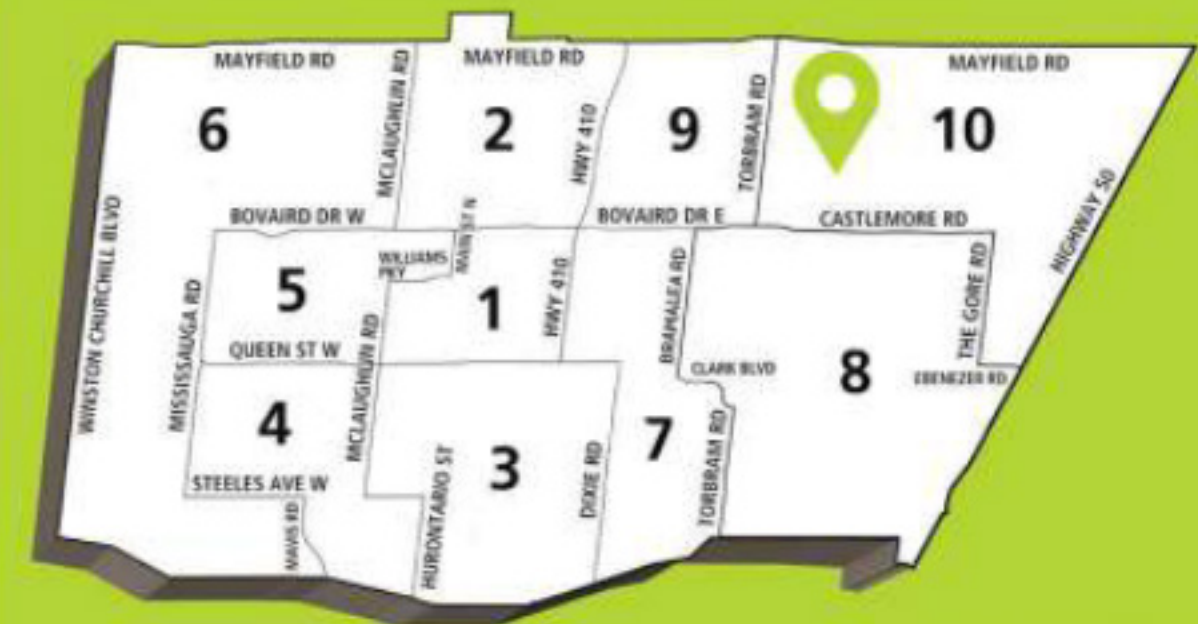 MAYFIELD RD
MAYFIELD RD
MAYFIELD RD
6
MCLAUGHLIN RD
2
HWY 410
9
TORBRAM RD
10
BOVAIRD DR W
MAIN ST N
BOVAIRD DR E
CASTLEMORE RD
HIGHWAY 50
WINSTON CHURCHILL BLVD
WILLIAMS
PKY
5
1
HWY 410
BRAMALEA RD
THE GORE RD
MISSISSAUGA RD
QUEEN ST W
MCLAUGHLIN RD
CLARK BLVD
8
EBENEZER RD
4
3
DIXIE RD
7
TORBRAM RD
STEELES AVE W
MAVIS RD
HURONTARIO ST